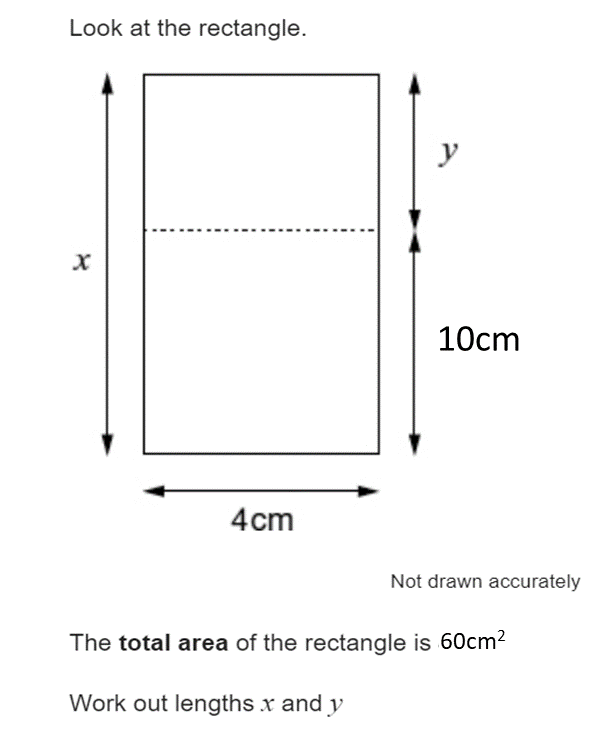 Look at the rectangle.
y
x
10cm
4cm
Not drawn accurately
The total area of the rectangle is 60cm²
Work out lengths x and y